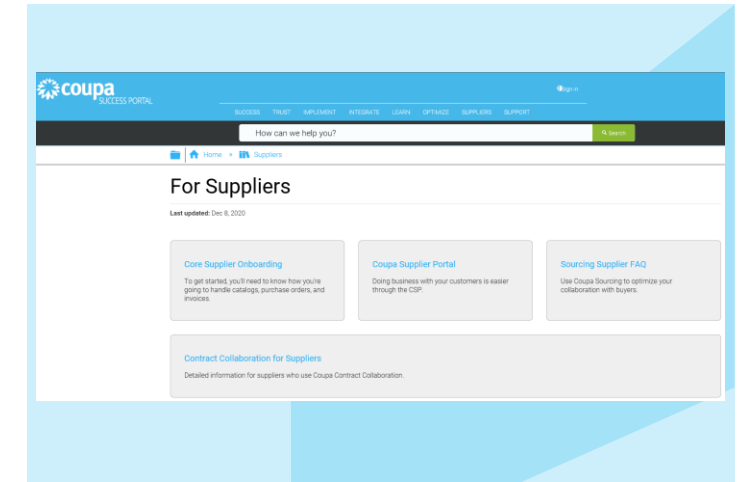 coupa
SUCCESS PORTAL
Sign in
SUCCESS TRUST IMPLEMENT INTEGRATE LEARN OPTIMIZE SUPPLIERS SUPPORT
How can we help you? Search
Home Suppliers
For Suppliers
Last updated: Dec 8, 2020
Core Supplier Onboarding
To get started, you'll need to know how you're
going to handle catalogs, purchase orders, and
invoices.
Coupa Supplier Portal
Doing business with your customers is easier
through the CSP.
Sourcing Supplier FAQ
Use Coupa Sourcing to optimize your
collaboration with buyers.
Contract Collaboration for Suppliers
Detailed information for suppliers who use Coupa Contract Collaboration.